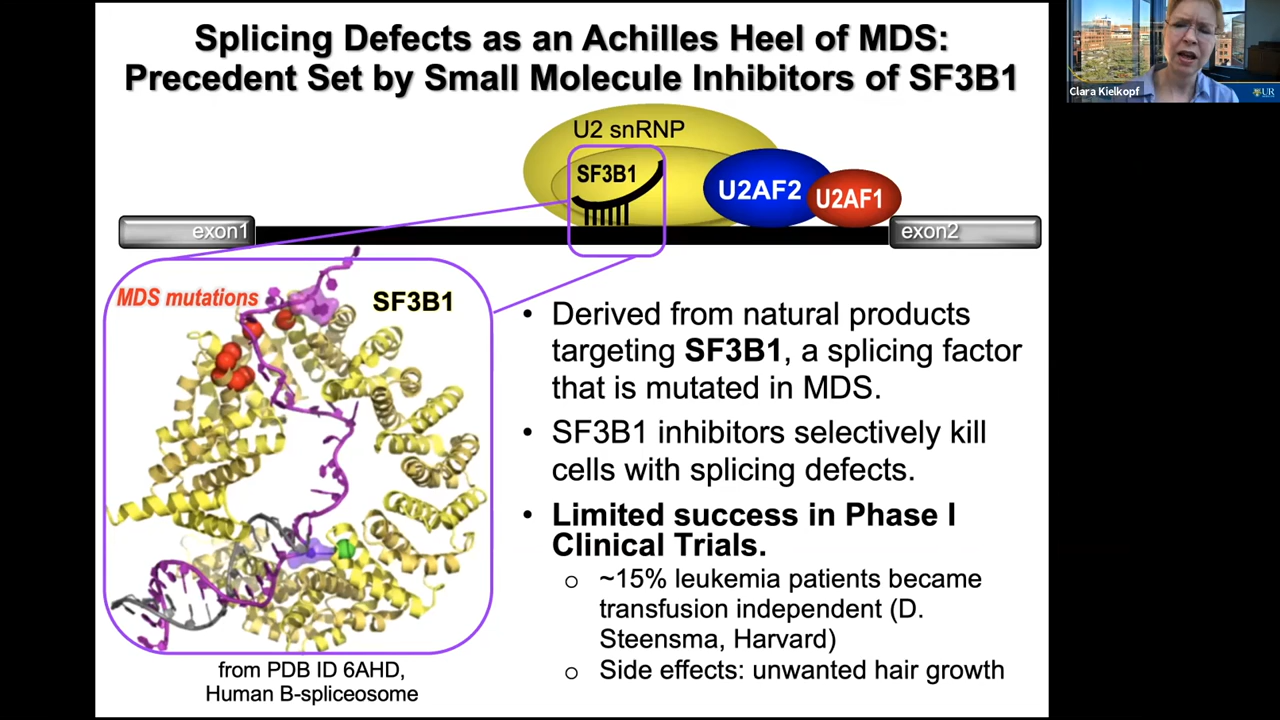 Splicing Defects as an Achilles Heel of MDS:
Precedent Set by Small Molecule Inhibitors of SF3B1
Clara Kielkopf
UR
U2 snRNP
SF3B1
U2AF2
U2AF1
exon1
exon2
MDS mutations
SF3B1
• Derived from natural products
targeting SF3B1, a splicing factor
that is mutated in MDS.
• SF3B1 inhibitors selectively kill
cells with splicing defects.
• Limited success in Phase I
Clinical Trials.
o ~15% leukemia patients became
transfusion independent (D.
Steensma, Harvard)
o Side effects: unwanted hair growth
from PDB ID 6AHD,
Human B-spliceosome